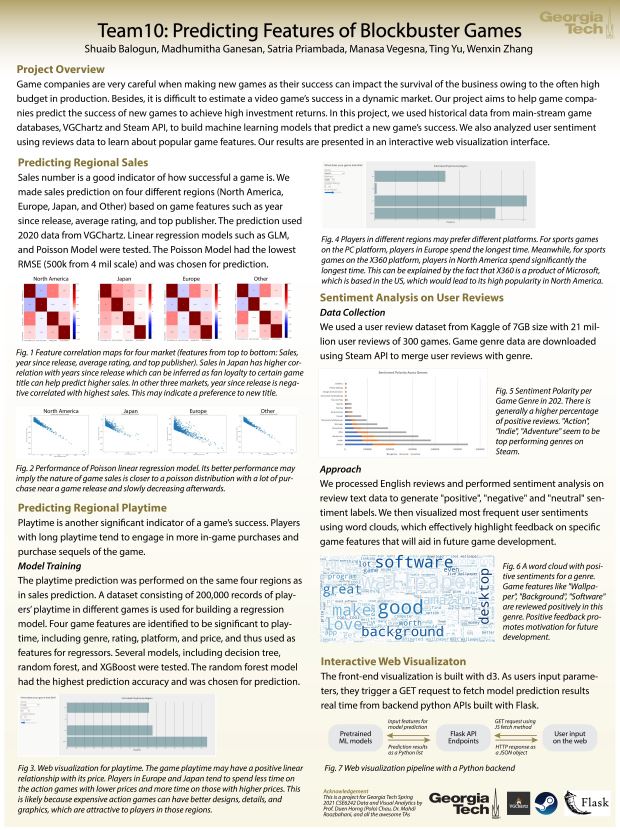 Georgia
Tech
Team10: Predicting Features of Blockbuster Games
Shuaib Balogun, Madhumitha Ganesan, Satria Priambada, Manasa Vegesna, Ting Yu, Wenxin Zhang
Project Overview
Game companies are very careful when making new games as their success can impact the survival of the business owing to the often high
budget in production. Besides, it is difficult to estimate a video game's success in a dynamic market. Our project aims to help game compa-
nies predict the success of new games to achieve high investment returns. In this project, we used historical data from main-stream game
databases, VGChartz and Steam API, to build machine learning models that predict a new game's success. We also analyzed user sentiment
using reviews data to learn about popular game features. Our results are presented in an interactive web visualization interface.
Predicting Regional Sales
Sales number is a good indicator of how successful a game is. We
made sales prediction on four different regions (North America,
Europe, Japan, and Other) based on game features such as year
since release, average rating, and top publisher. The prediction used
2020 data from VGChartz. Linear regression models such as GLM,
and Poisson Model were tested. The Poisson Model had the lowest
RMSE (500k from 4 mil scale) and was chosen for prediction.
North America
Japan
Europe
Other
Fig. 1 Feature correlation maps for four market (features from top to bottom: Sales,
year since release, average rating, and top publisher). Sales in Japan has higher cor-
relation with years since release which can be inferred as fan loyalty to certain game
title can help predict higher sales. In other three markets, year since release is nega-
tive correlated with highest sales. This may indicate a preference to new title.
North America
Japan
Europe
Other
Fig. 2 Performance of Poisson linear regression model. Its better performance may
imply the nature of game sales is closer to a poisson distribution with a lot of pur-
chase near a game release and slowly decreasing afterwards.
Predicting Regional Playtime
Playtime is another significant indicator of a game's success. Players
with long playtime tend to engage in more in-game purchases and
purchase sequels of the game.
Model Training
The playtime prediction was performed on the same four regions as
in sales prediction. A dataset consisting of 200,000 records of play-
ers' playtime in different games is used for building a regression
model. Four game features are identified to be significant to play-
time, including genre, rating, platform, and price, and thus used as
features for regressors. Several models, including decision tree,
random forest, and XGBoost were tested. The random forest model
had the highest prediction accuracy and was chosen for prediction.
Fig. 3. Web visualization for playtime. The game playtime may have a positive linear
relationship with its price. Players in Europe and Japan tend to spend less time on
the action games with lower prices and more time on those with higher prices. This
is likely because expensive action games can have better designs, details, and
graphics, which are attractive to players in those regions.
Fig. 4 Players in different regions may prefer different platforms. For sports games
on the PC platform, players in Europe spend the longest time. Meanwhile, for sports
games on the X360 platform, players in North America spend significantly the
longest time. This can be explained by the fact that X360 is a product of Microsoft,
which is based in the US, which would lead to its high popularity in North America.
Sentiment Analysis on User Reviews
Data Collection
We used a user review dataset from Kaggle of 7GB size with 21 mil-
lion user reviews of 300 games. Game genre data are downloaded
using Steam API to merge user reviews with genre.
Fig. 5 Sentiment Polarity per
Game Genre in 202. There is
generally a higher percentage
of positive reviews. "Action",
"Indie", "Adventure" seem to be
top performing genres on
Steam.
Approach
We processed English reviews and performed sentiment analysis on
review text data to generate "positive", "negative" and "neutral" sen-
timent labels. We then visualized most frequent user sentiments
using word clouds, which effectively highlight feedback on specific
game features that will aid in future game development.
lot
software
even
program
game
great
desktop
make
good
love
worth
background
Fig. 6 A word cloud with posi-
tive sentiments for a genre.
Game features like "Wallpa-
per", "Background", "Software"
are reviewed positively in this
genre. Positive feedback pro-
motes motivation for future
development.
Interactive Web Visualizaton
The front-end visualization is built with d3. As users input parame-
ters, they trigger a GET request to fetch model prediction results
real time from backend python APIs built with Flask.
Pretrained
ML models
Input features for
model prediction
Prediction results
as a Python list
Flask API
Endpoints
GET request using
JS fetch method
HTTP response as
a JSON object
User input
on the web
Fig. 7 Web visualization pipeline with a Python backend
Acknowledgement
This is a project for Georgia Tech Spring
2021 CSE6242 Data and Visual Analytics by
Prof. Duen Horng (Polo) Chau, Dr. Mahdi
Roozbahani, and all the awesome TAs
Georgia
Tech
VGCHARTZ
Flask